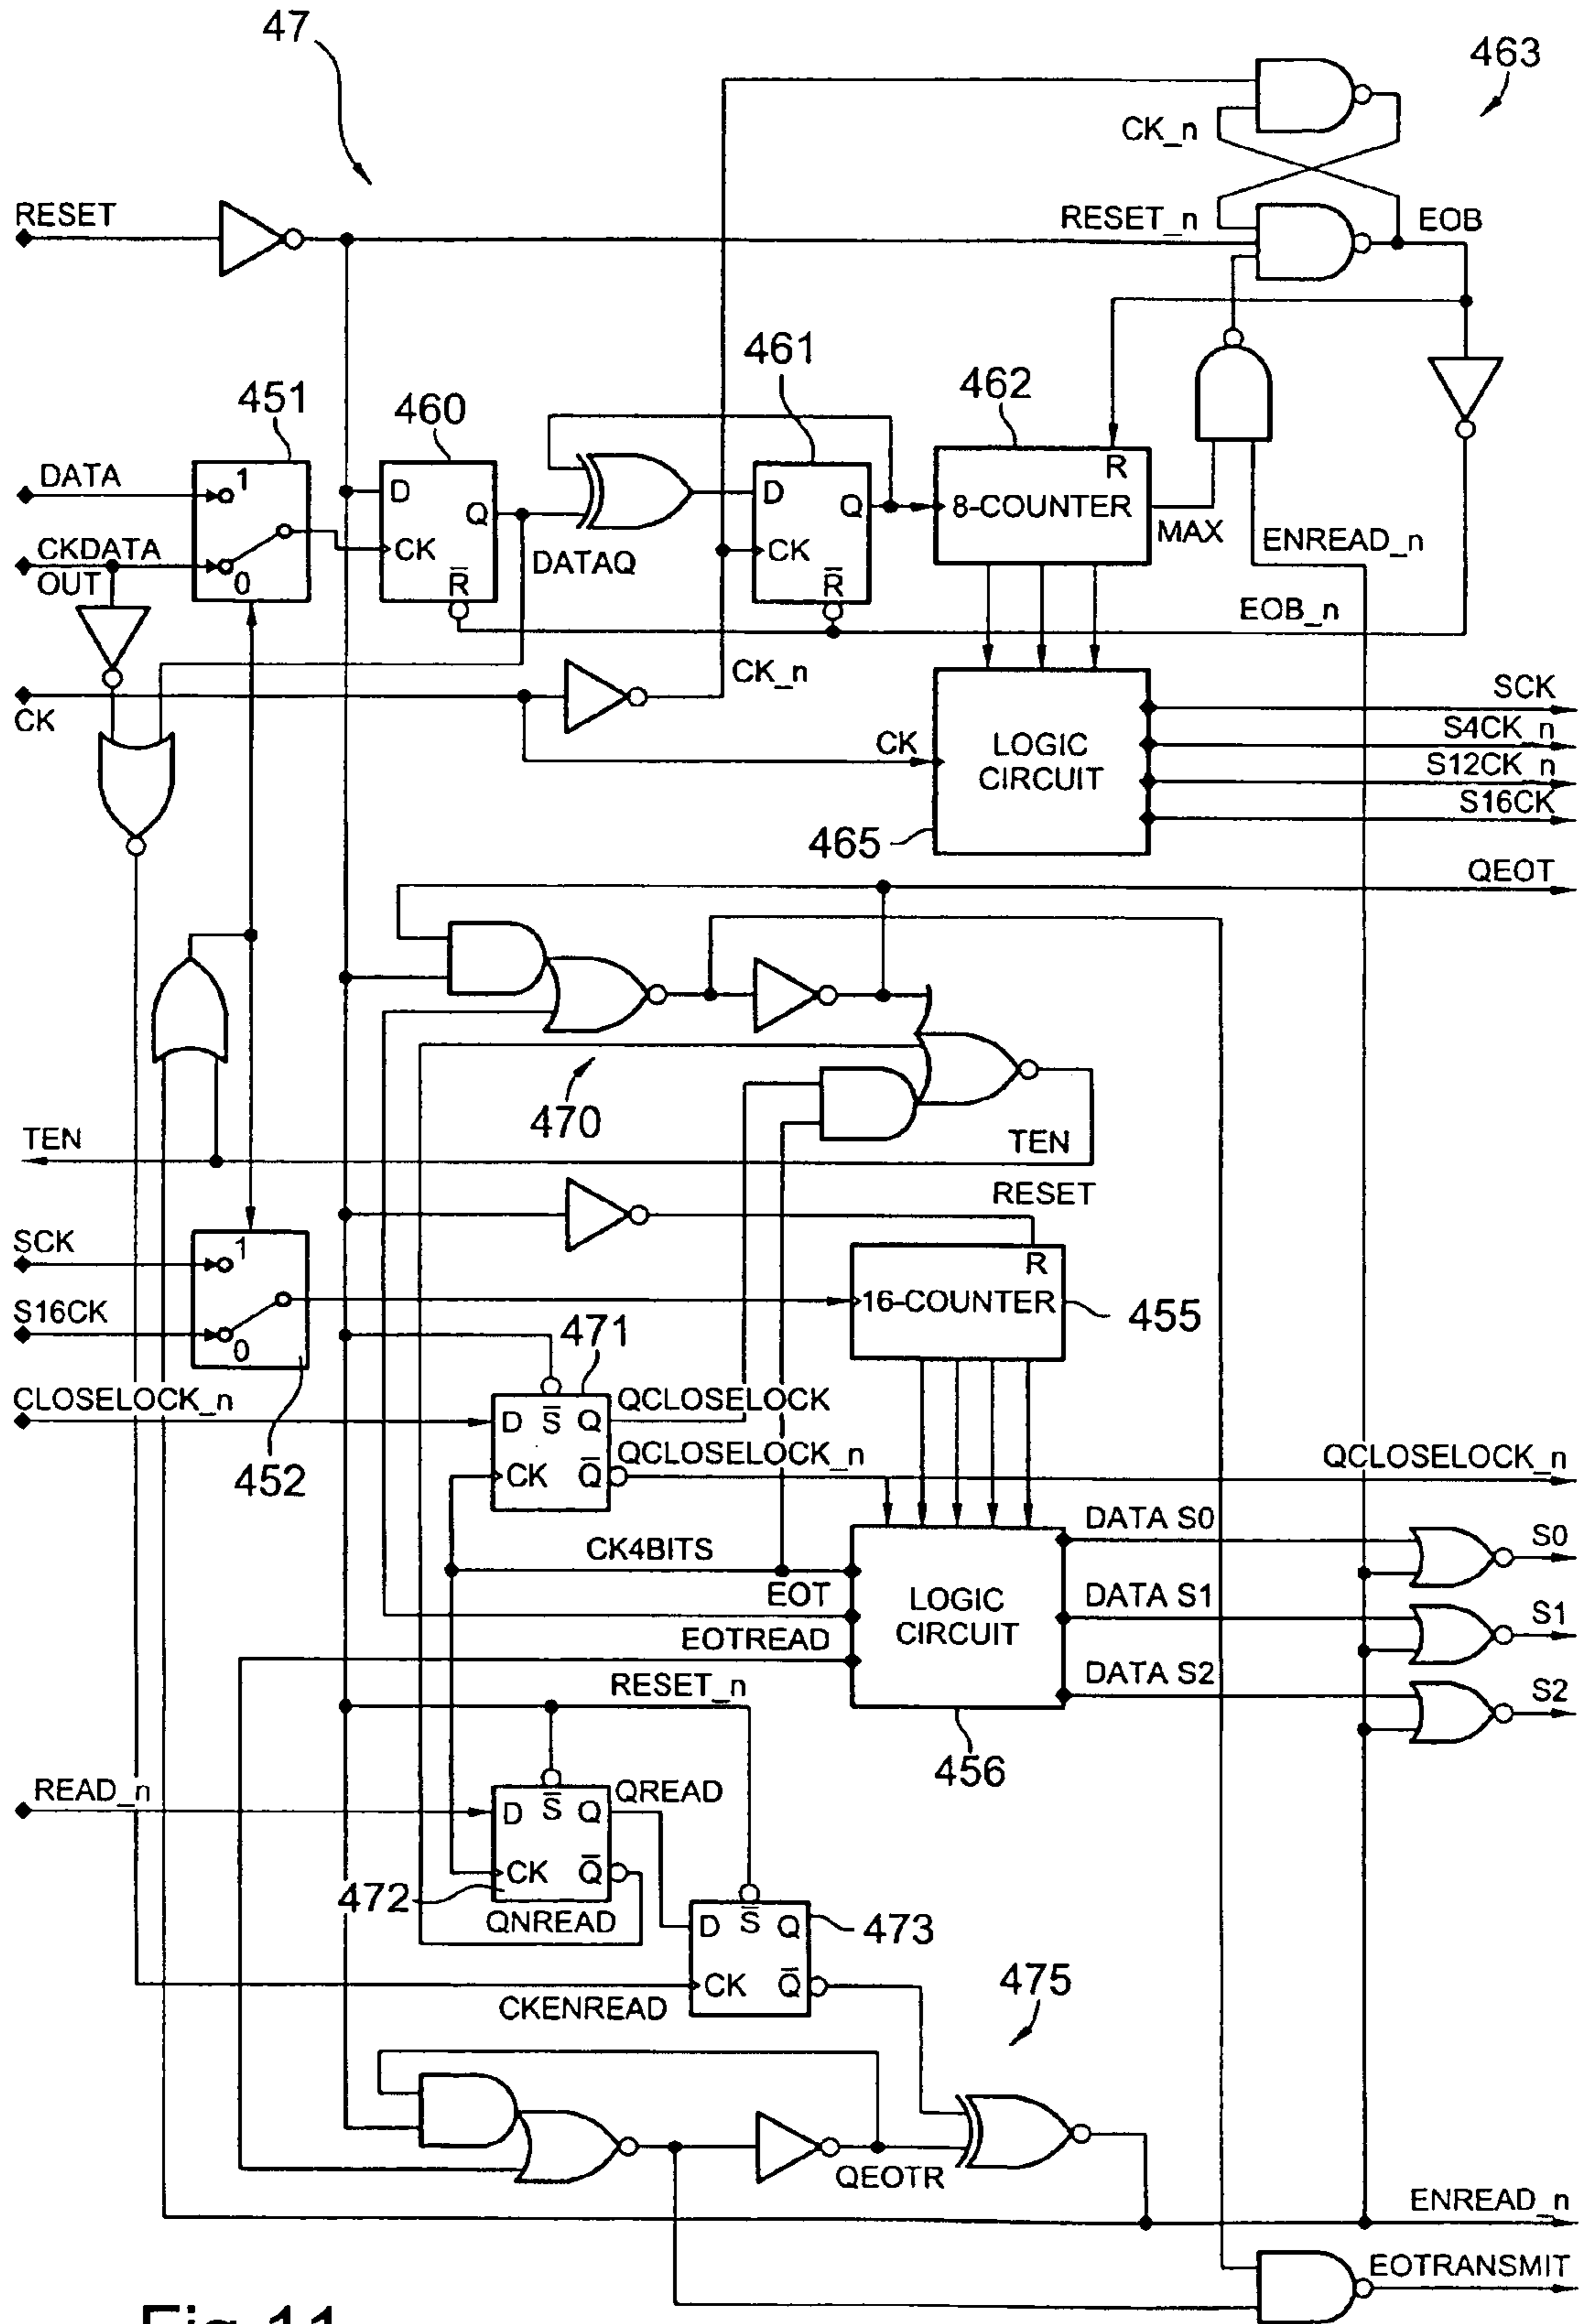 47
463
CK_n
RESET
RESET_n
EOB
451
460
461
462
DATA
1
D
Q
D
Q
R
8-COUNTER
MAX
ENREAD_n
CKDATA
OUT
0
CK
R
DATAQ
CK
R
EOB_n
CK
CK_n
SCK
S4CK_n
S12CK_n
S16CK
CK
LOGIC
CIRCUIT
465
QEOT
470
TEN
TEN
RESET
SCK
1
R
16-COUNTER
455
S16CK
0
471
CLOSELOCK_n
D S Q
QCLOSELOCK
QCLOSELOCK_n
QCLOSELOCK_n
452
CK Q
CK4BITS
DATA S0
S0
EOT
LOGIC
CIRCUIT
DATA S1
S1
EOTREAD
RESET_n
DATA S2
S2
456
READ_n
D S Q
QREAD
CK Q
472
QNREAD
D S Q
473
CK Q
CKENREAD
475
QEOTR
ENREAD_n
EOTRANSMIT
Fig.11